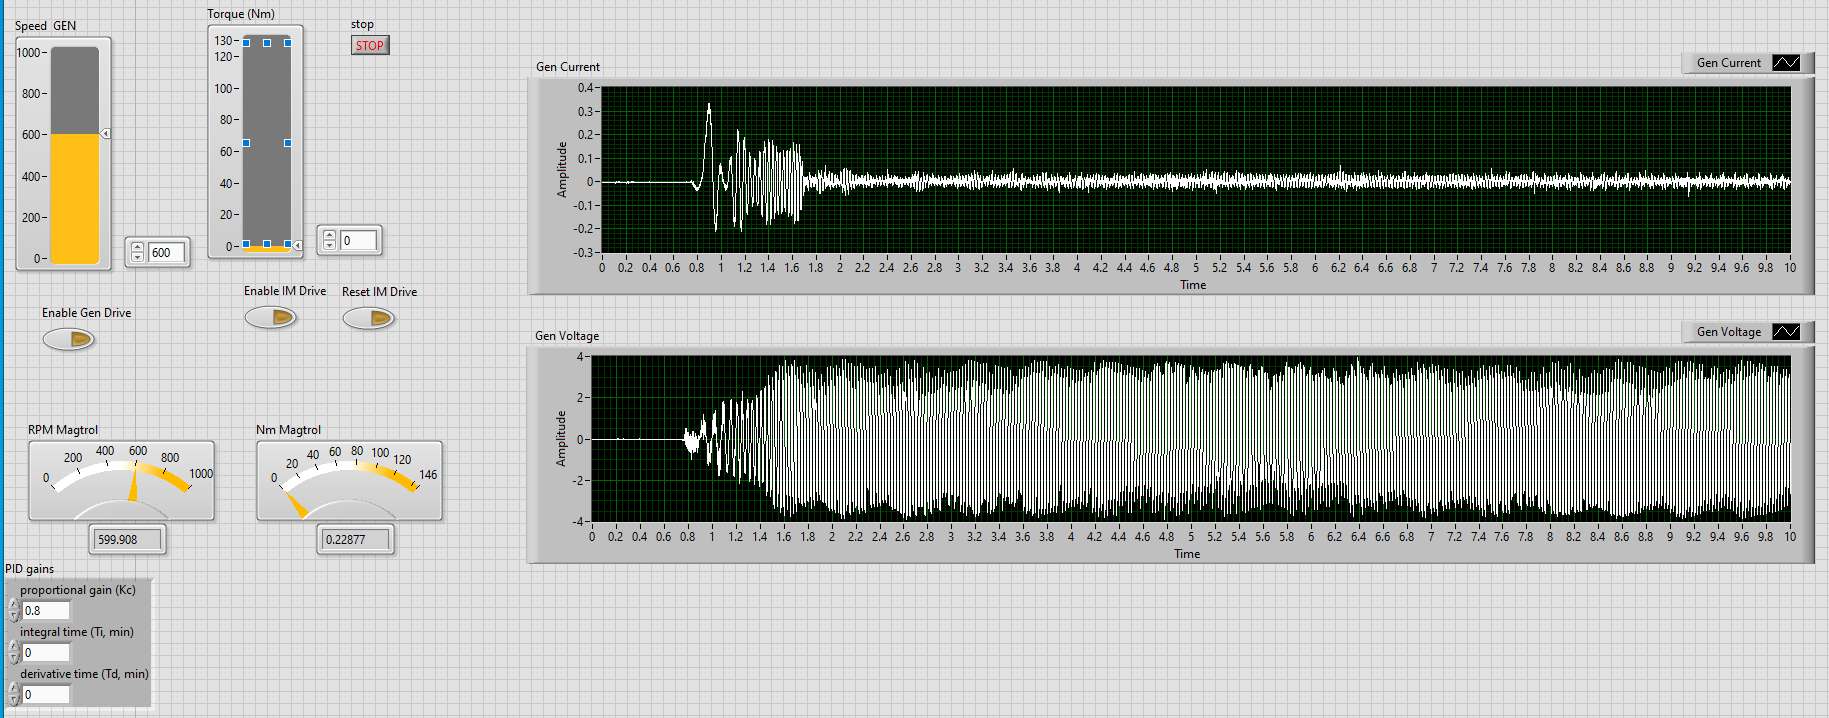 Speed GEN
1000
800
600
400
200
0
600
Torque (Nm)
130
120
100
80
60
40
20
0
0
stop
STOP
Enable Gen Drive
Enable IM Drive
Reset IM Drive
RPM Magtrol
0 200 400 600 800 1000
599.908
Nm Magtrol
0 20 40 60 80 100 120 146
0.22877
PID gains
proportional gain (Kc)
0.8
integral time (Ti, min)
0
derivative time (Td, min)
0
Gen Current
Gen Current
Amplitude
0.4
0.3
0.2
0.1
0
-0.1
-0.2
-0.3
0 0.2 0.4 0.6 0.8 1 1.2 1.4 1.6 1.8 2 2.2 2.4 2.6 2.8 3 3.2 3.4 3.6 3.8 4 4.2 4.4 4.6 4.8 5 5.2 5.4 5.6 5.8 6 6.2 6.4 6.6 6.8 7 7.2 7.4 7.6 7.8 8 8.2 8.4 8.6 8.8 9 9.2 9.4 9.6 9.8 10
Time
Gen Voltage
Gen Voltage
Amplitude
4
2
0
-2
-4
0 0.2 0.4 0.6 0.8 1 1.2 1.4 1.6 1.8 2 2.2 2.4 2.6 2.8 3 3.2 3.4 3.6 3.8 4 4.2 4.4 4.6 4.8 5 5.2 5.4 5.6 5.8 6 6.2 6.4 6.6 6.8 7 7.2 7.4 7.6 7.8 8 8.2 8.4 8.6 8.8 9 9.2 9.4 9.6 9.8 10
Time